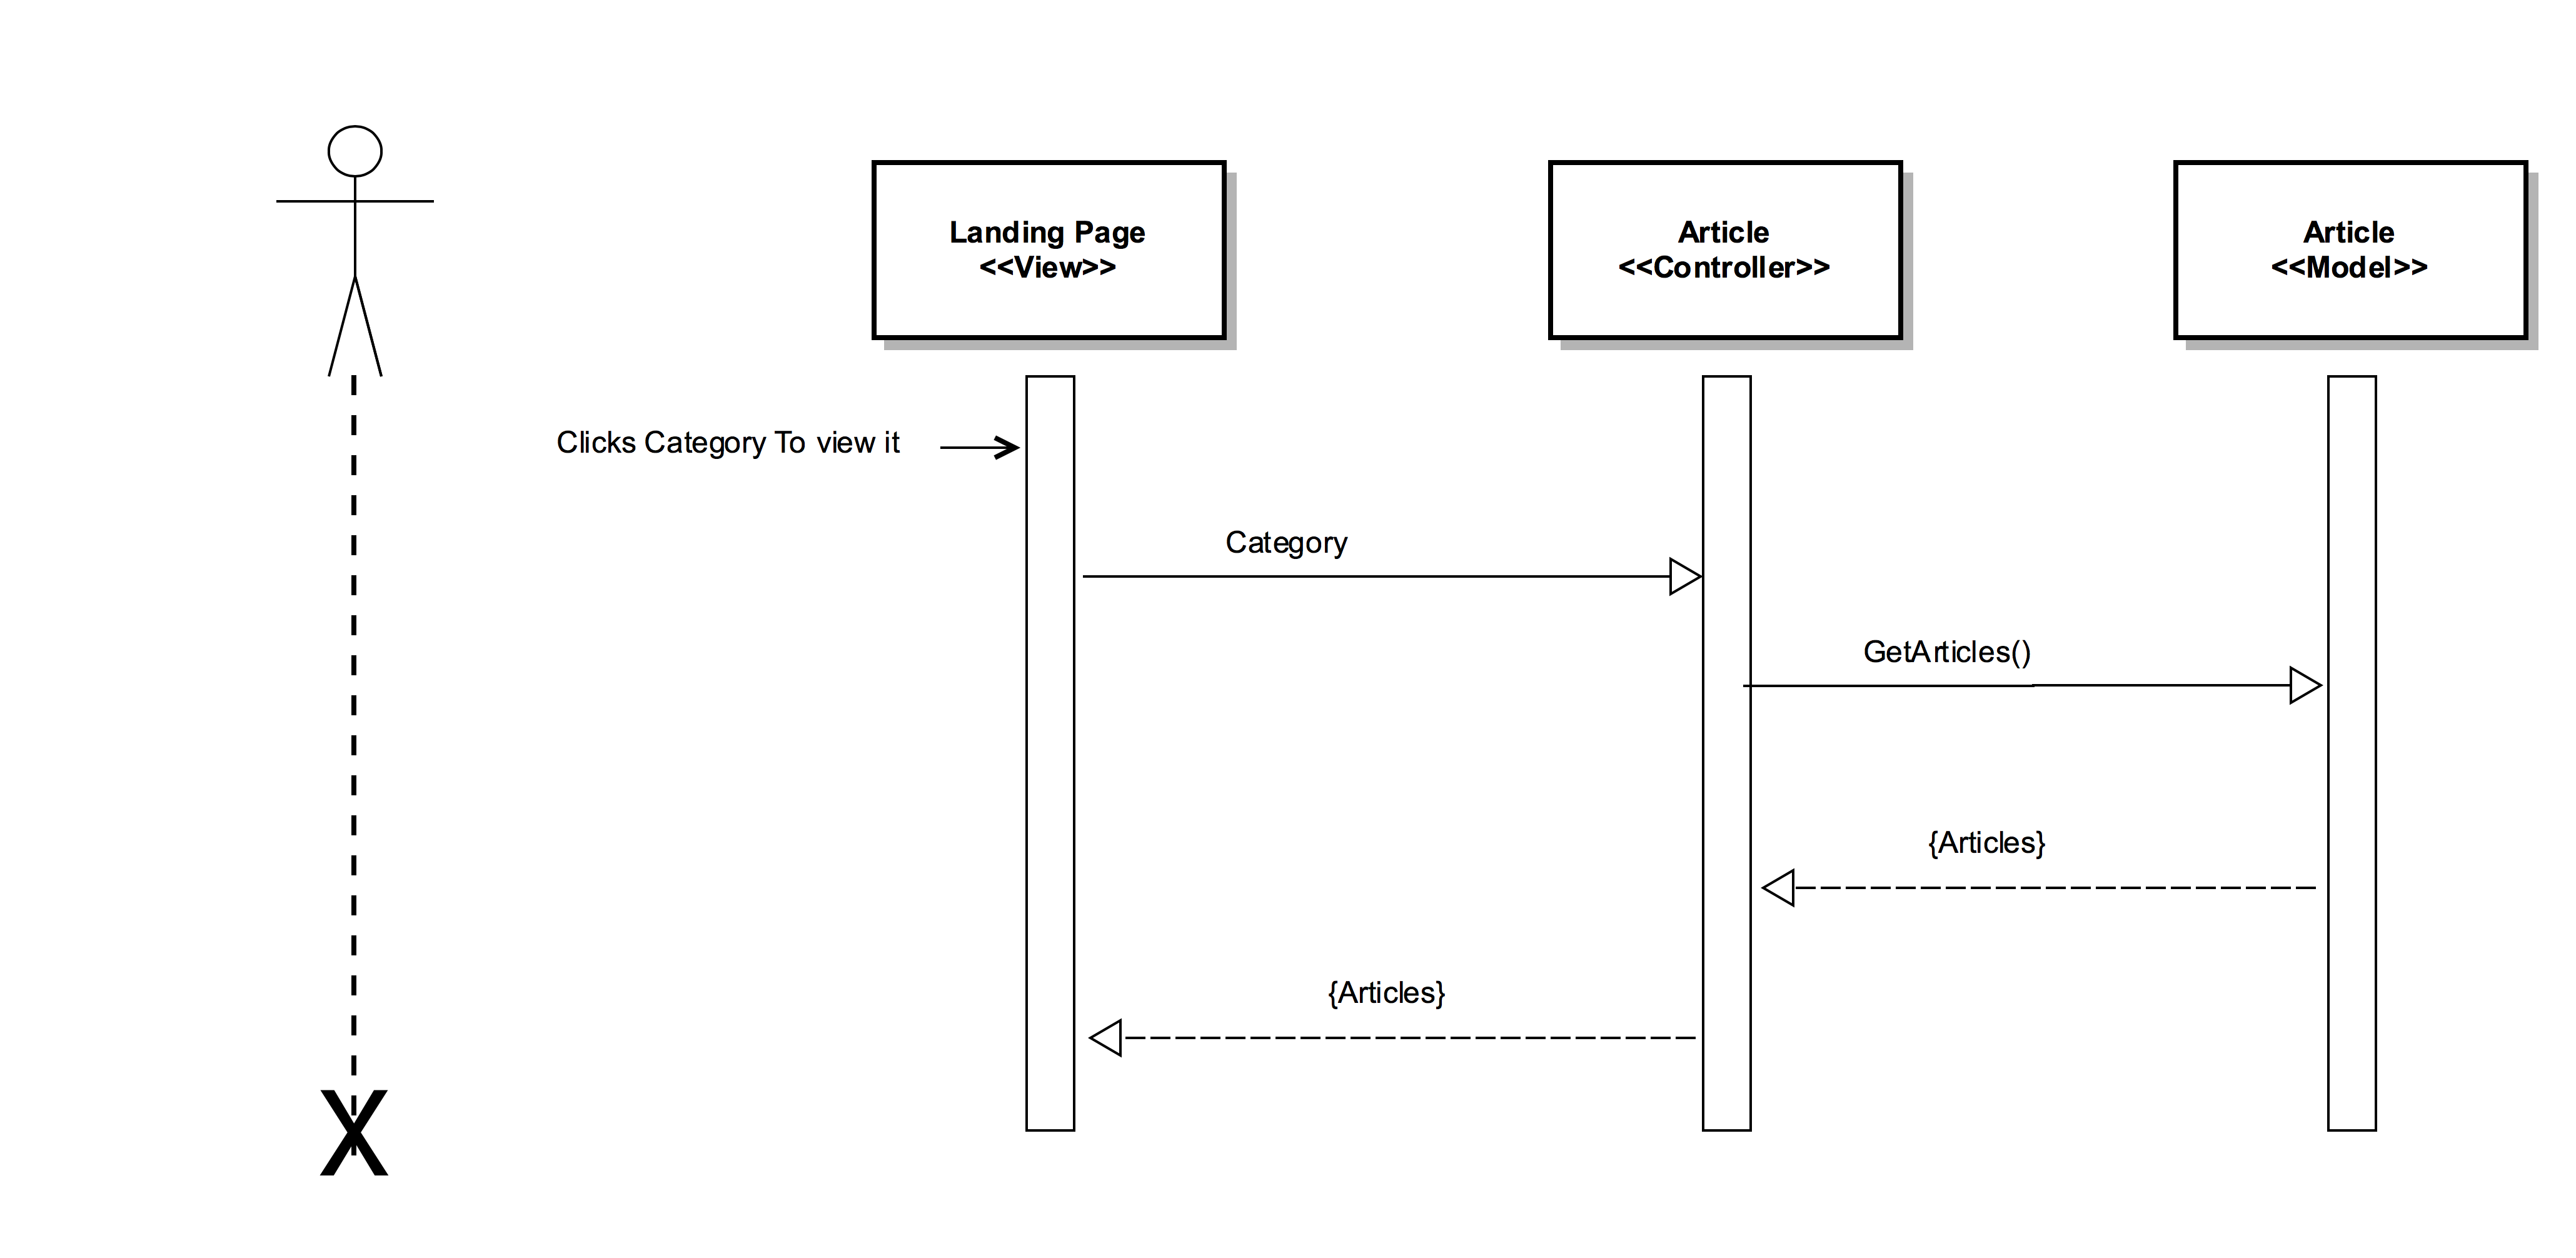 Landing Page
<<View>>
Article
<<Controller>>
Article
<<Model>>
Clicks Category To view it
Category
GetArticles()
{Articles}
{Articles}
X